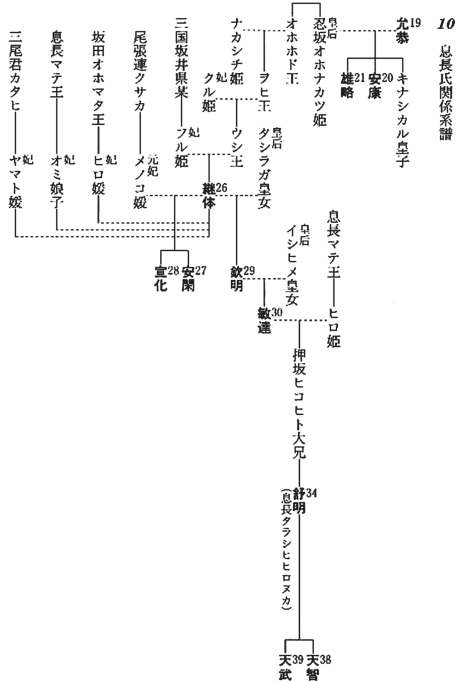 10 息長氏関係系譜
允恭19
キナシカル皇子
安康20
雄略21
皇后
忍坂オホナカツ姫
オホホド王
ナカシチ姫
ヲヒ王
妃
クル姫
ウシ王
三国坂井県某
妃
フル姫
皇后
タシラガ皇女
継体26
尾張連クサカ
元妃
メノコ媛
坂田オホマタ王
妃
ヒロ媛
息長マテ王
妃
オミ娘子
三尾君カタヒ
妃
ヤマト媛
安閑27
宣化28
欽明29
皇后
イシヒメ皇女
敏達30
息長マテ王
ヒロ姫
押坂ヒコヒト大兄
舒明34
(息長タラシヒヒロヌカ)
天智38
天武39